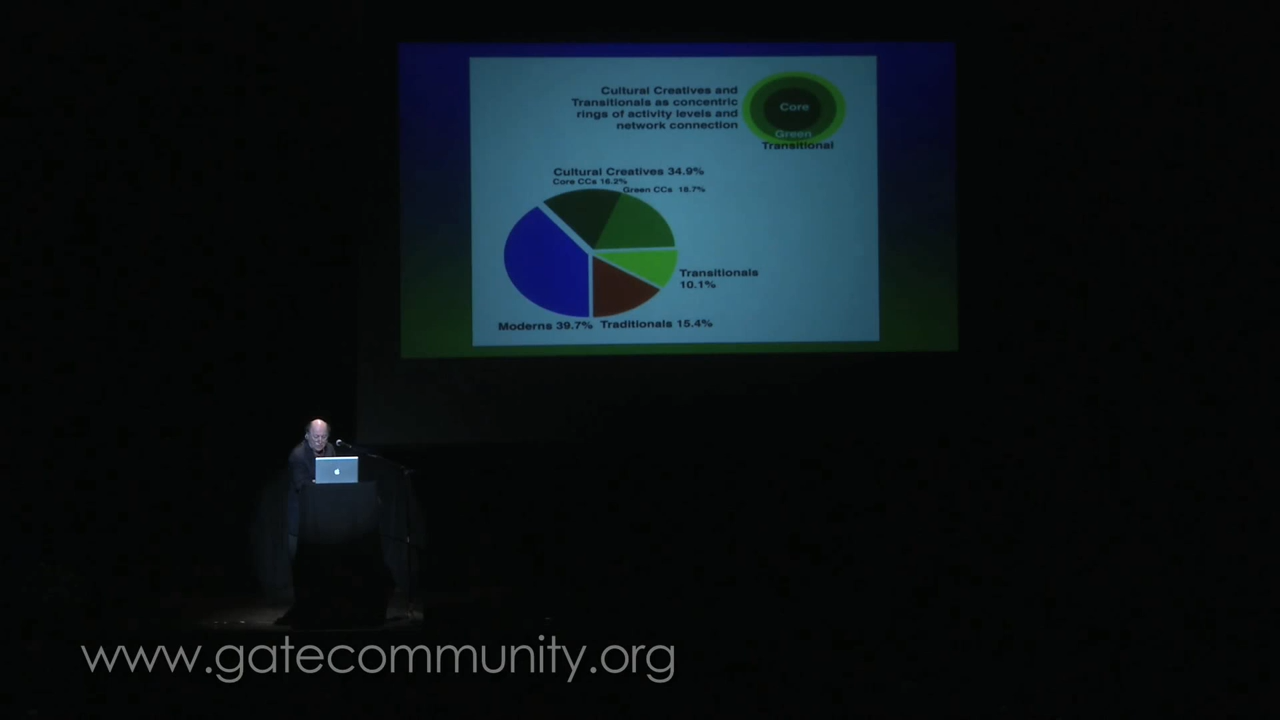 Cultural Creatives and
Transitionals as concentric
rings of activity levels and
network connection
Core
Green
Transitional
Cultural Creatives 34.9%
Core CCs 16.2%
Green CCs 18.7%
Transitionals
10.1%
Moderns 39.7%
Traditionals 15.4%
www.gatecommunity.org